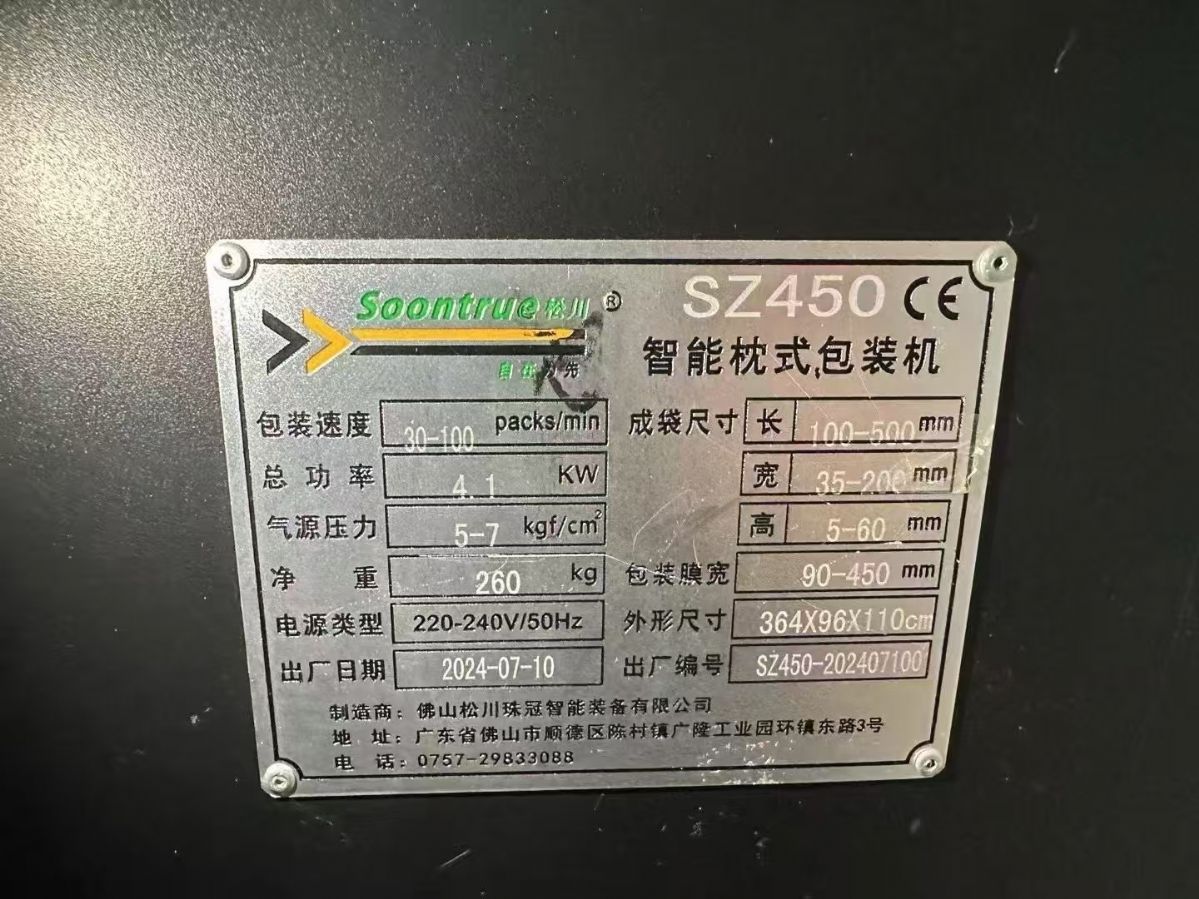 Soontrue松川® SZ450 CE
智能枕式包装机
自在
包装速度 30-100 packs/min 成袋尺寸 长 100-500 mm
总功率 4.1 KW 宽 35-200 mm
气源压力 5-7 kgf/cm² 高 5-60 mm
净重 260 kg 包装膜宽 90-450 mm
电源类型 220-240V/50Hz 外形尺寸 364X96X110cm
出厂日期 2024-07-10 出厂编号 SZ450-202407100
制造商：佛山松川珠冠智能装备有限公司
地址：广东省佛山市顺德区陈村镇广隆工业园环镇东路3号
电话：0757-29833088